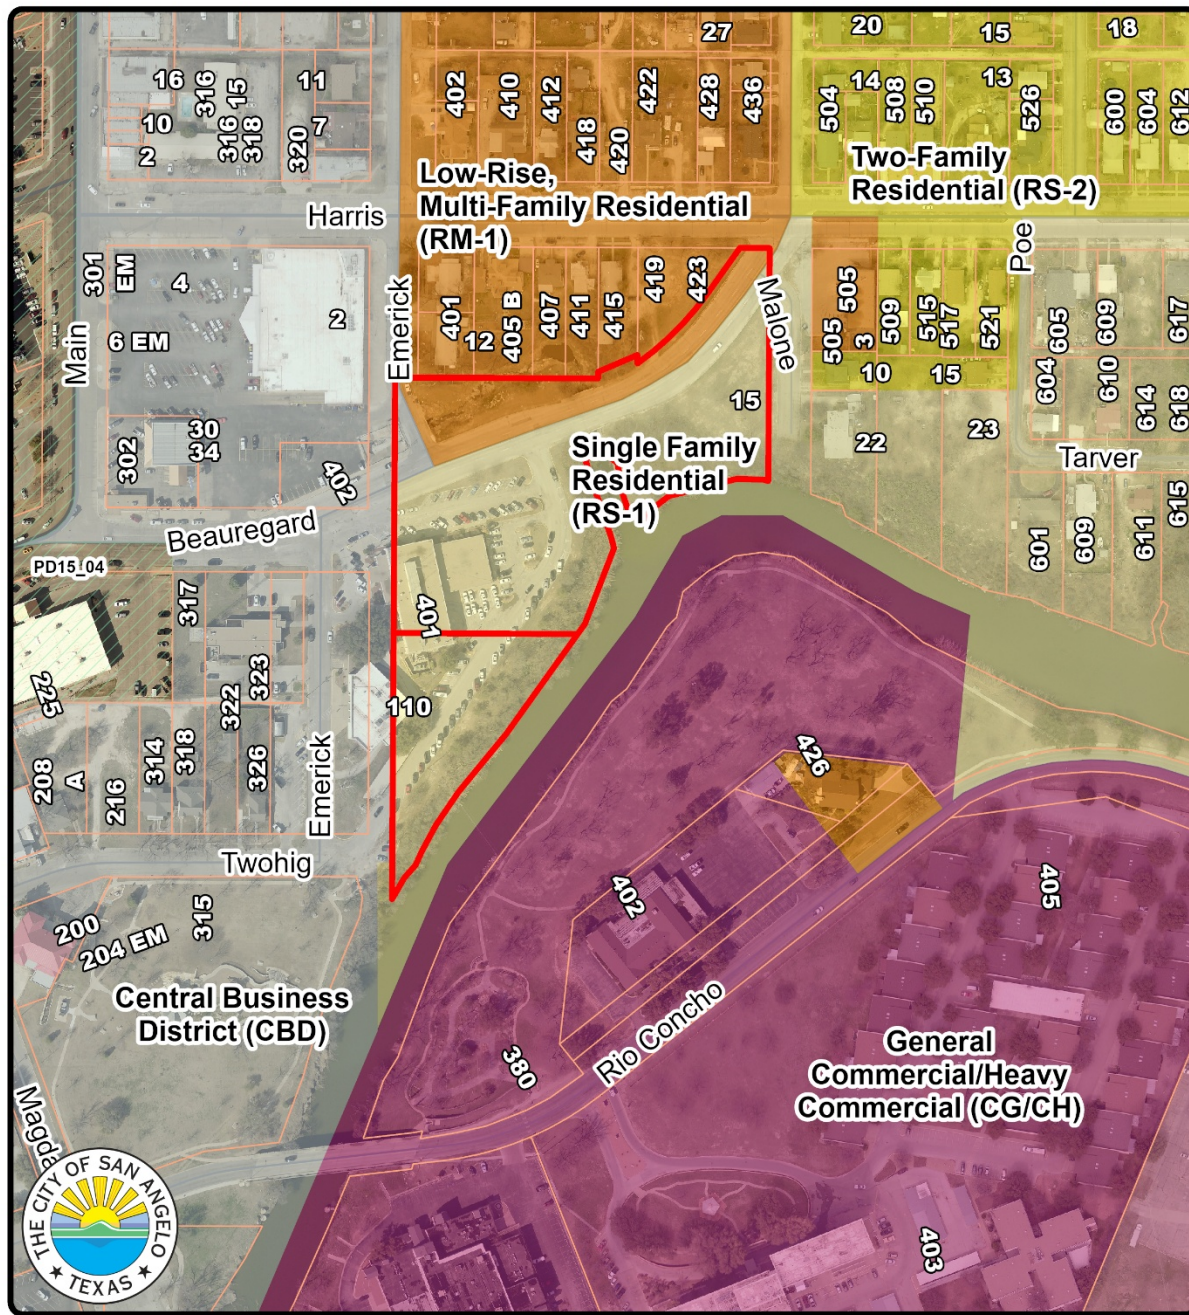 27
20
15
18
16
316
15
11
402
410
412
422
428
436
504
14
508
510
13
526
600
604
612
10
316
318
320
7
418
420
2
Low-Rise,
Multi-Family Residential
(RM-1)
Two-Family
Residential (RS-2)
Harris
301
EM
4
2
6 EM
Main
Emerick
401
12
405 B
407
411
415
419
423
Malone
505
505
3
509
515
517
521
Poe
605
609
617
10
15
604
610
614
618
15
22
23
Tarver
30
34
302
402
Beauregard
Single Family
Residential
(RS-1)
601
609
611
615
PD15_04
317
401
322
323
225
110
208
A
216
314
318
326
Emerick
Twohig
426
402
405
200
204 EM
315
Central Business
District (CBD)
Rio Concho
380
General
Commercial/Heavy
Commercial (CG/CH)
Magda
403
THE CITY OF SAN ANGELO
★ TEXAS ★